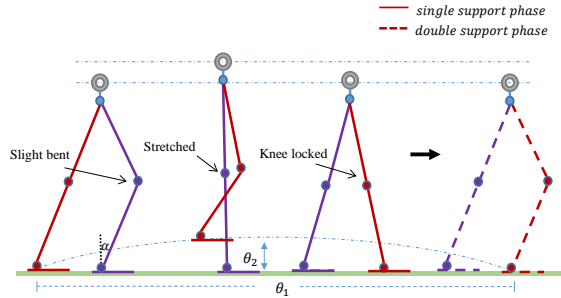 single support phase
double support phase
Slight bent
Stretched
Knee locked
α
θ₂
θ₁